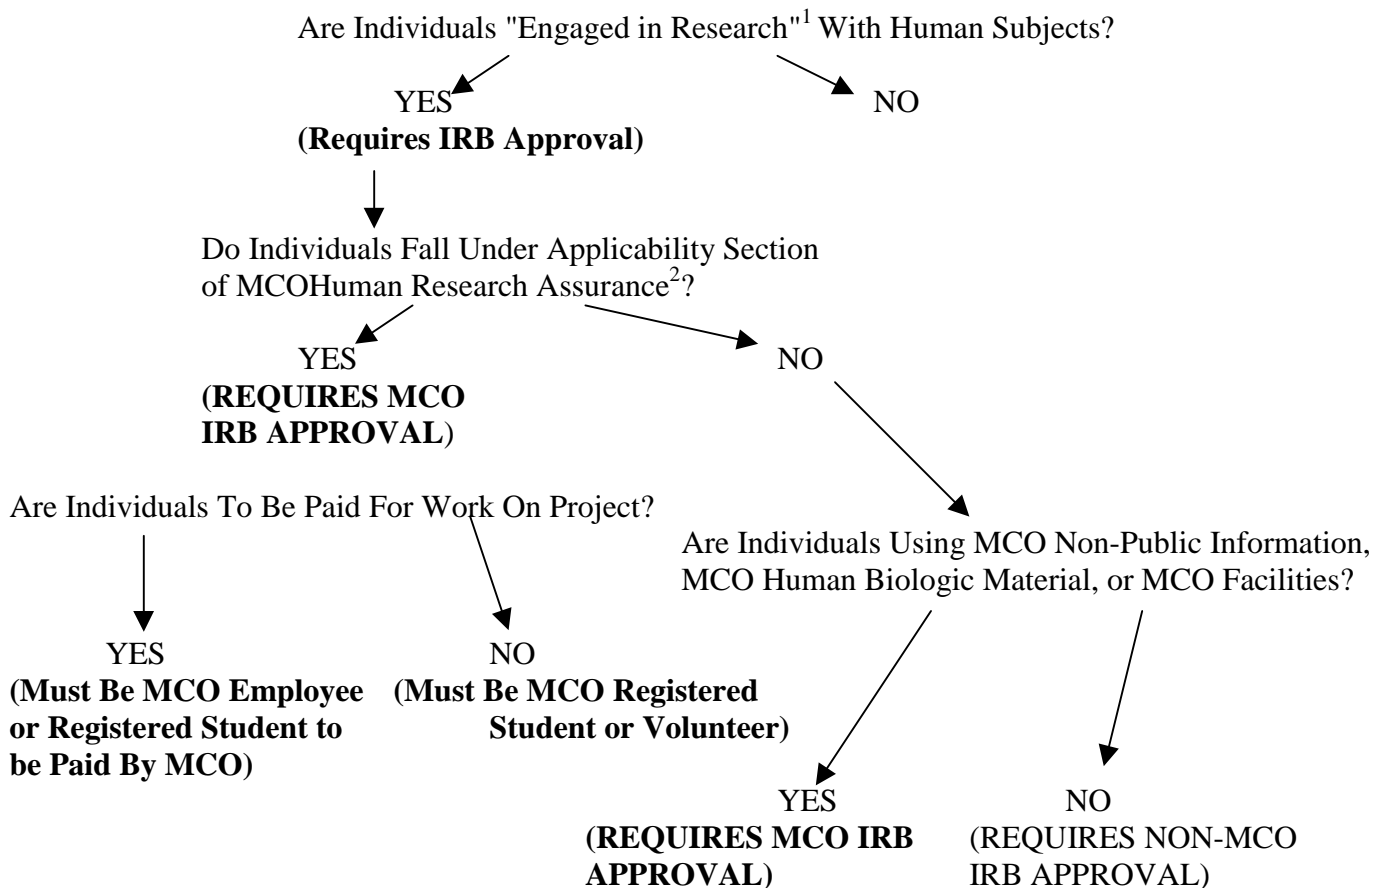 Are Individuals "Engaged in Research"1 With Human Subjects?
YES
NO
(Requires IRB Approval)
Do Individuals Fall Under Applicability Section
of MCOHuman Research Assurance2?
YES
NO
(REQUIRES MCO
IRB APPROVAL)
Are Individuals To Be Paid For Work On Project?
Are Individuals Using MCO Non-Public Information,
MCO Human Biologic Material, or MCO Facilities?
YES
(Must Be MCO Employee
or Registered Student to
be Paid By MCO)
NO
(Must Be MCO Registered
Student or Volunteer)
YES
(REQUIRES MCO IRB
APPROVAL)
NO
(REQUIRES NON-MCO
IRB APPROVAL)